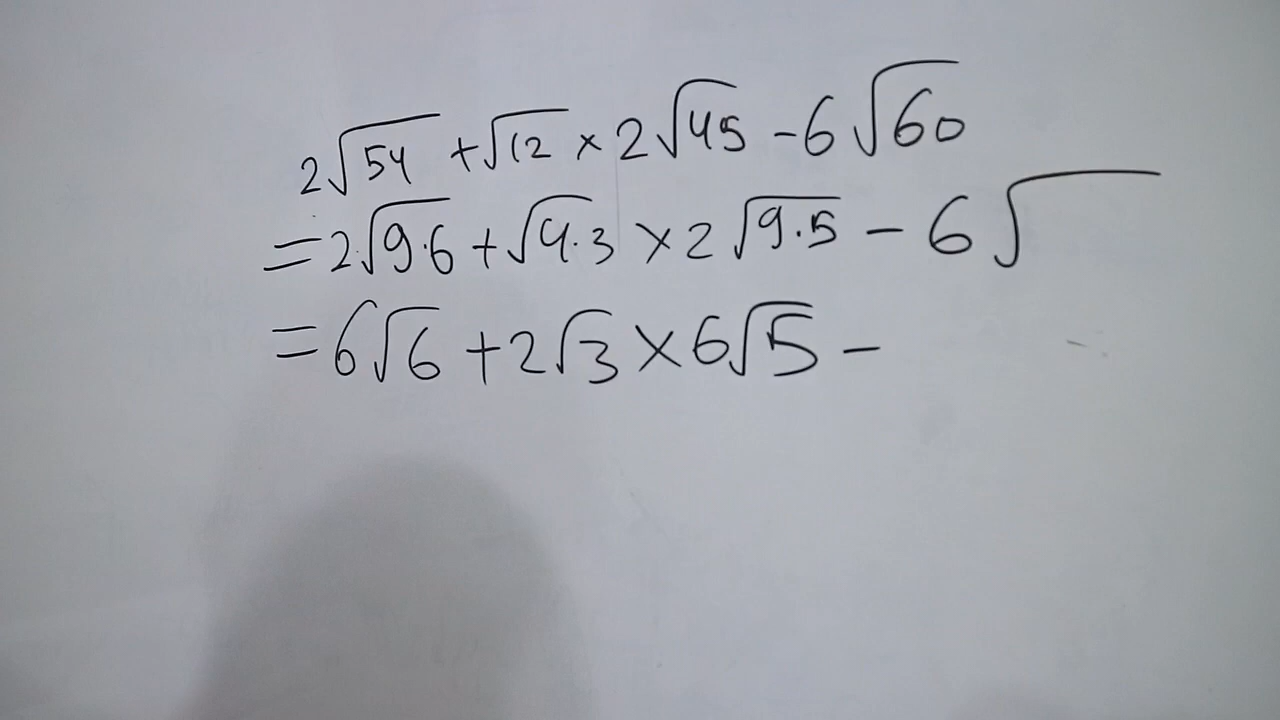 2√54 + √12 × 2√45 - 6√60
= 2√9·6 + √4·3 × 2√9·5 - 6√
= 6√6 + 2√3 × 6√5 -